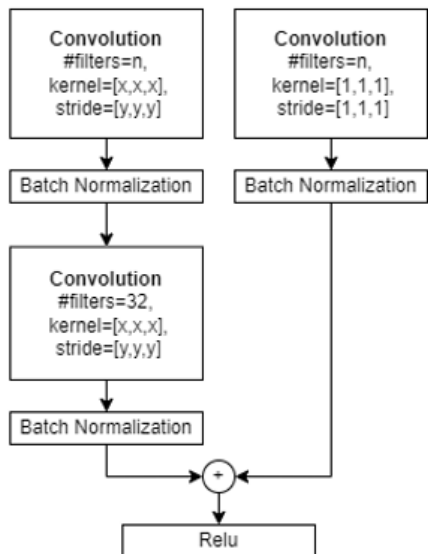 Convolution
#filters=n,
kernel=[x,x,x],
stride=[y,y,y]
Batch Normalization
Convolution
#filters=32,
kernel=[x,x,x],
stride=[y,y,y]
Batch Normalization
Convolution
#filters=n,
kernel=[1,1,1],
stride=[1,1,1]
Batch Normalization
+
Relu